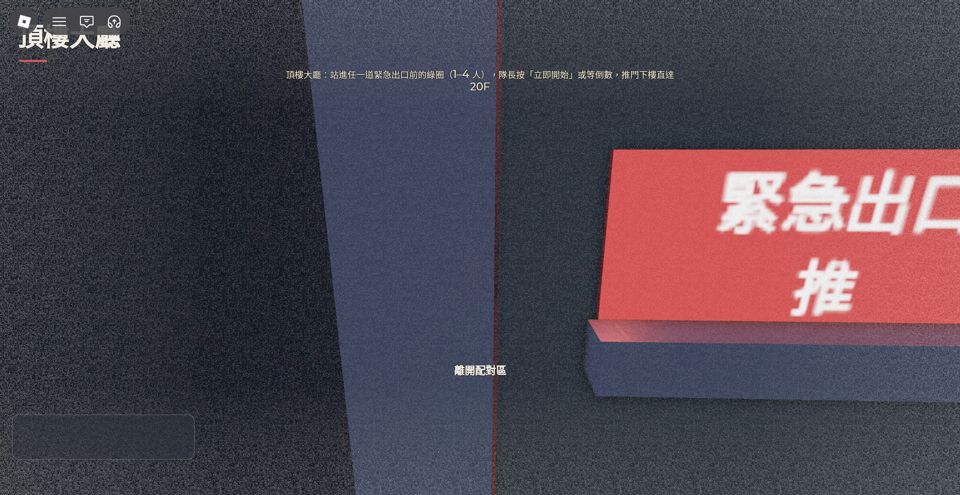 頂樓大廳
頂樓大廳：站進任一道緊急出口前的綠圈（1–4 人），隊長按「立即開始」或等倒數，推門下樓直達
20F
緊急出口
推
離開配對區